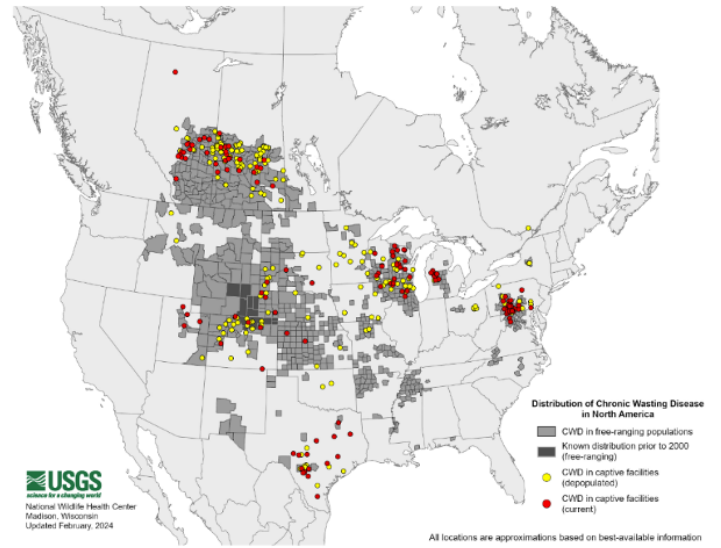 Distribution of Chronic Wasting Disease
in North America
CWD in free-ranging populations
Known distribution prior to 2000
(free-ranging)
CWD in captive facilities
(depopulated)
CWD in captive facilities
(current)
USGS
science for a changing world
National Wildlife Health Center
Madison, Wisconsin
Updated February, 2024
All locations are approximations based on best-available information